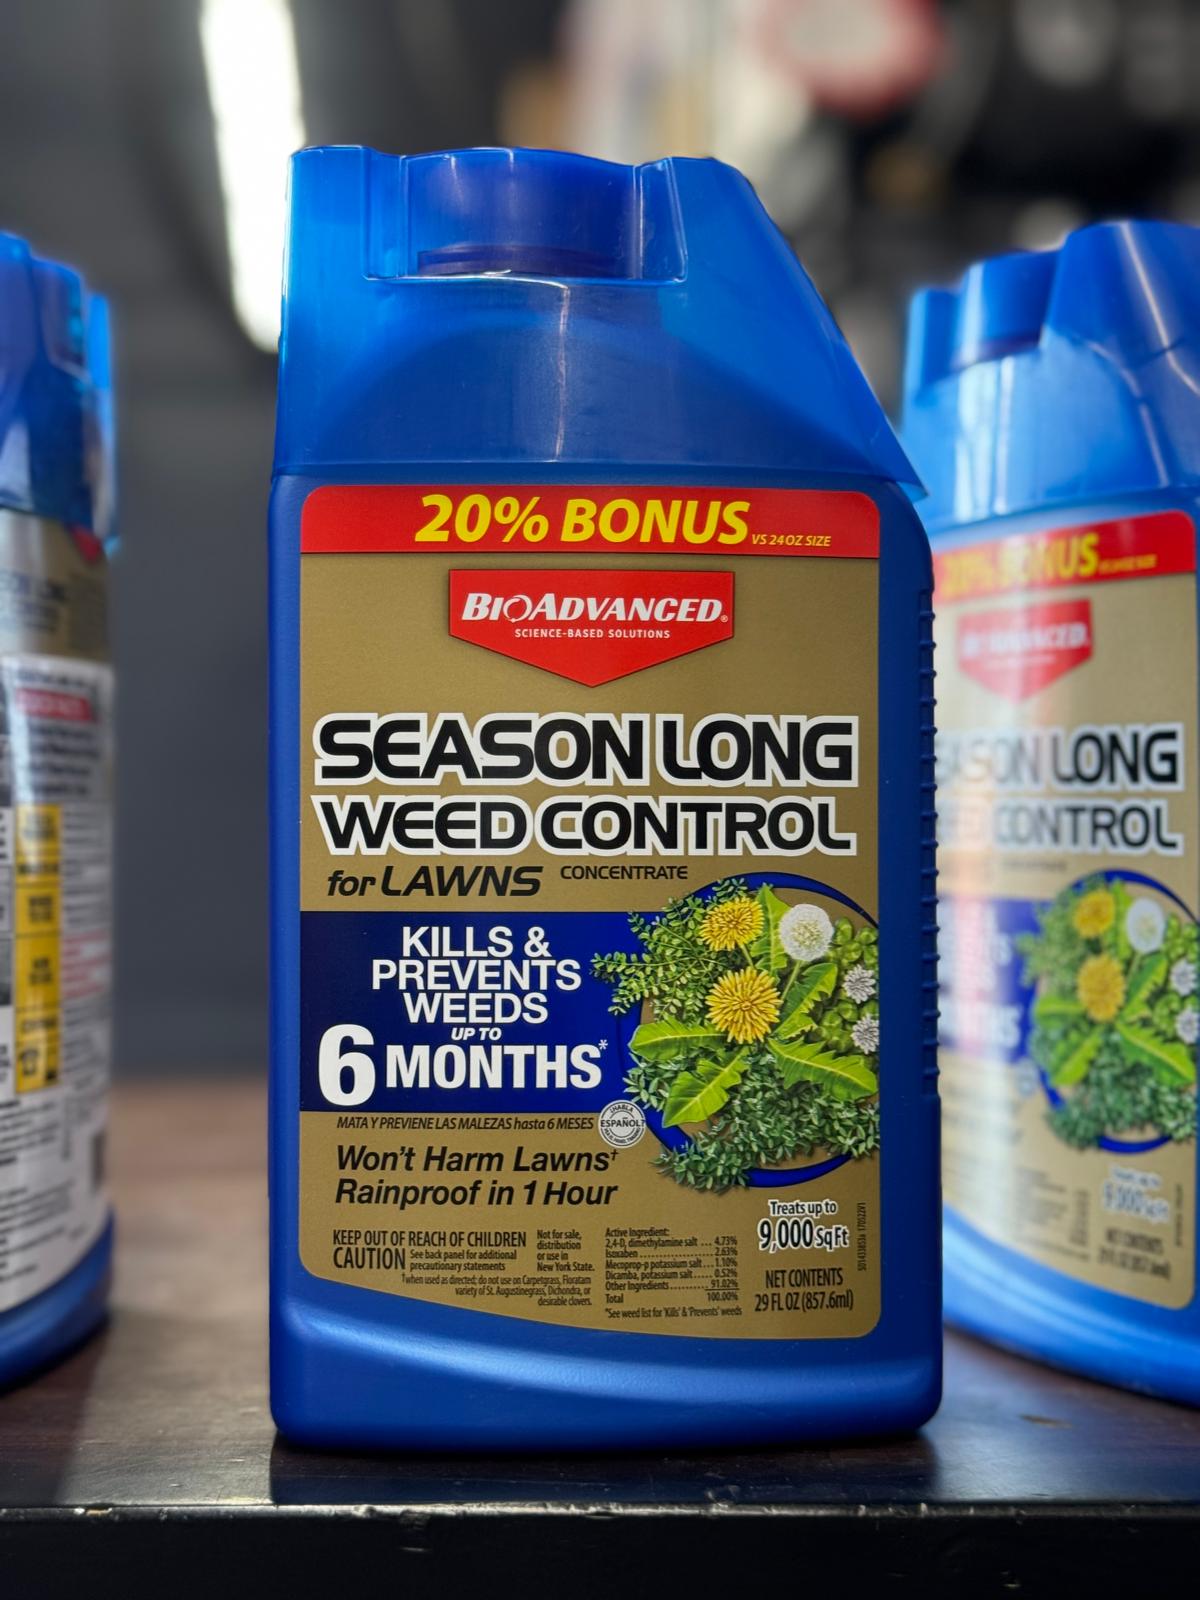 20% BONUS VS 24 OZ SIZE
BIOADVANCED®
SCIENCE-BASED SOLUTIONS
SEASON LONG
WEED CONTROL
for LAWNS CONCENTRATE
KILLS &
PREVENTS
WEEDS
UP TO
6 MONTHS*
MATA Y PREVIENE LAS MALEZAS hasta 6 MESES
¿HABLA
ESPAÑOL?
Won't Harm Lawns†
Rainproof in 1 Hour
KEEP OUT OF REACH OF CHILDREN
CAUTION See back panel for additional
precautionary statements
Not for sale,
distribution
or use in
New York State.
†when used as directed; do not use on Carpetgrass, Floratam
variety of St. Augustinegrass, Dichondra, or
desirable clovers.
Active Ingredient:
2,4-D, dimethylamine salt ... 4.73%
Isoxaben ... 2.63%
Mecoprop-p potassium salt ... 1.10%
Dicamba, potassium salt ... 0.52%
Other Ingredients ... 91.02%
Total 100.00%
*See weed list for 'Kills' & 'Prevents' weeds
Treats up to
9,000 sq Ft
NET CONTENTS
29 FL OZ (857.6ml)
BONUS
SEASON LONG
CONTROL